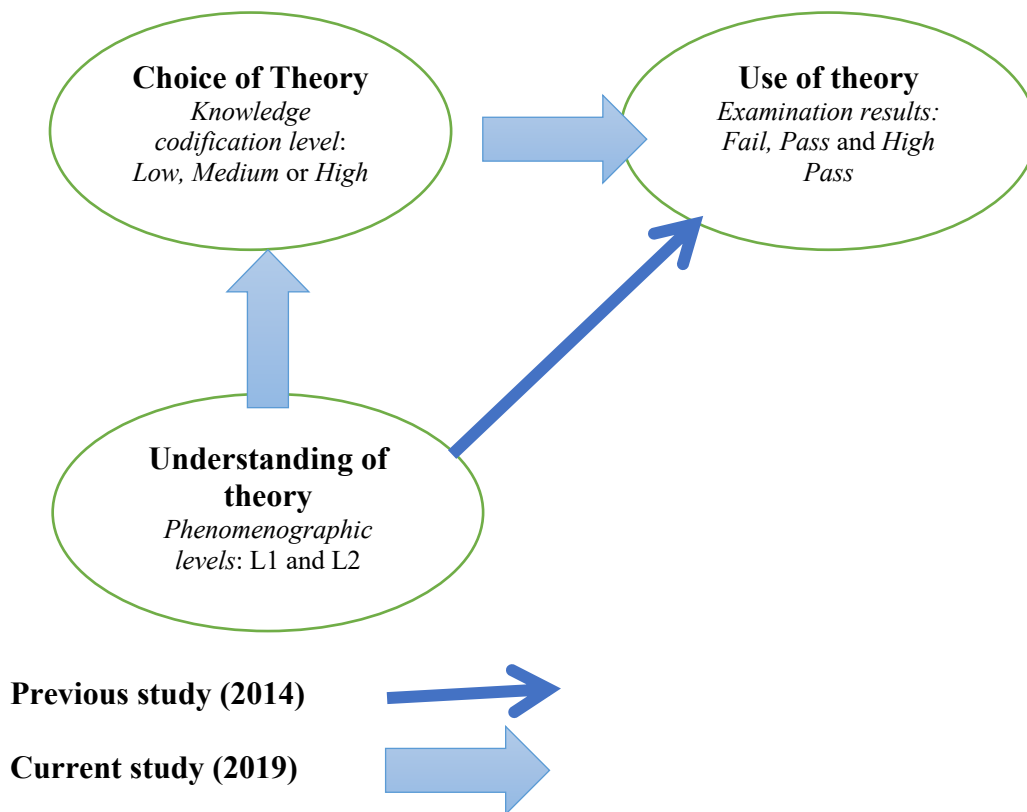 Choice of Theory
Knowledge
codification level:
Low, Medium or High
Use of theory
Examination results:
Fail, Pass and High
Pass
Understanding of
theory
Phenomenographic
levels: L1 and L2
Previous study (2014)
Current study (2019)